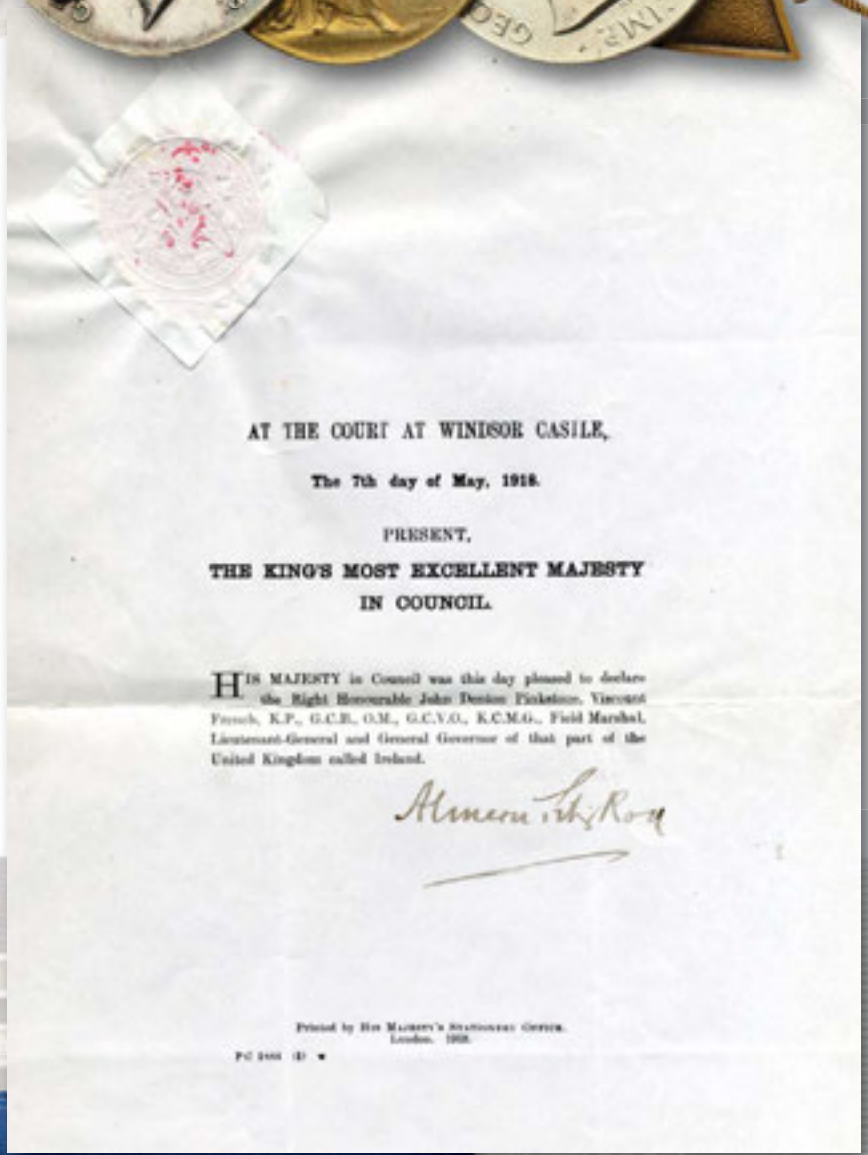 GEO
IMP
AT THE COURT AT WINDSOR CASTLE,
The 7th day of May, 1918.
PRESENT,
THE KING'S MOST EXCELLENT MAJESTY
IN COUNCIL.
HIS MAJESTY in Council was this day pleased to declare
the Right Honourable John Denton Pinkstone, Viscount
French, K.P., G.C.B., O.M., G.C.V.O., K.C.M.G., Field Marshal,
Lieutenant-General and General Governor of that part of the
United Kingdom called Ireland.
Almeric FitzRoy
Printed by HIS MAJESTY'S STATIONERY OFFICE,
London. 1918.